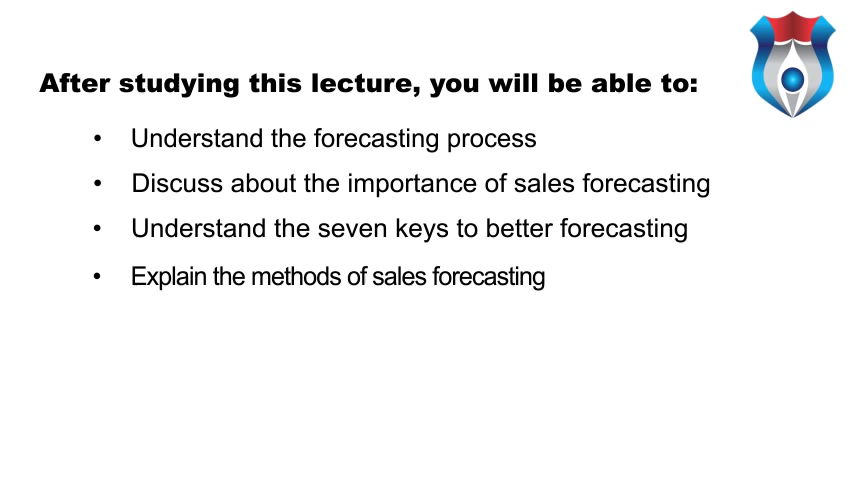 After studying this lecture, you will be able to:
• Understand the forecasting process
• Discuss about the importance of sales forecasting
• Understand the seven keys to better forecasting
• Explain the methods of sales forecasting